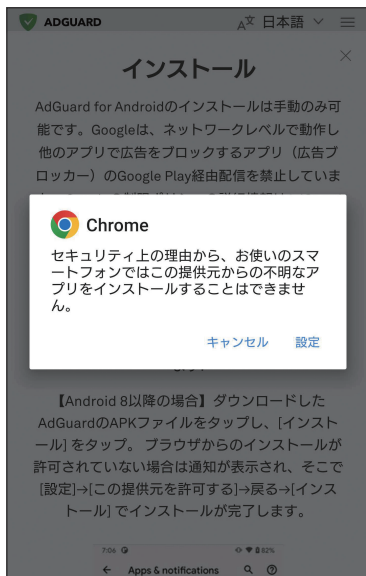 ADGUARD
日本語
インストール
AdGuard for Androidのインストールは手動のみ可
能です。Googleは、ネットワークレベルで動作し
他のアプリで広告をブロックするアプリ（広告ブ
ロッカー）のGoogle Play経由配信を禁止していま
Chrome
セキュリティ上の理由から、お使いのスマ
ートフォンではこの提供元からの不明なア
プリをインストールすることはできませ
ん。
キャンセル 設定
【Android 8以降の場合】ダウンロードした
AdGuardのAPKファイルをタップし、[インスト
ール] をタップ。 ブラウザからのインストールが
許可されていない場合は通知が表示され、そこで
[設定]→[この提供元を許可する]→戻る→[インス
トール] でインストールが完了します。
7:06 82%
Apps & notifications